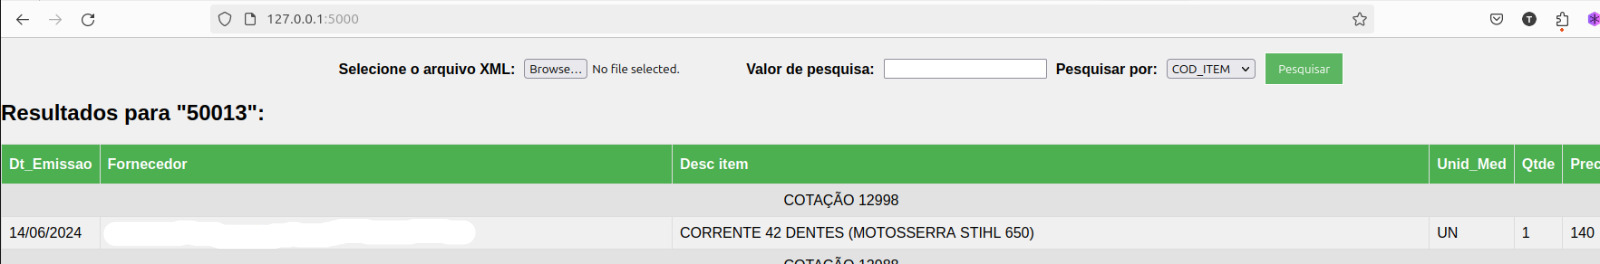 127.0.0.1:5000
T
Selecione o arquivo XML: Browse... No file selected. Valor de pesquisa: Pesquisar por: COD_ITEM Pesquisar
Resultados para "50013":
Dt_Emissao Fornecedor Desc item Unid_Med Qtde Prec
COTAÇÃO 12998
14/06/2024 CORRENTE 42 DENTES (MOTOSSERRA STIHL 650) UN 1 140
COTAÇÃO 12988